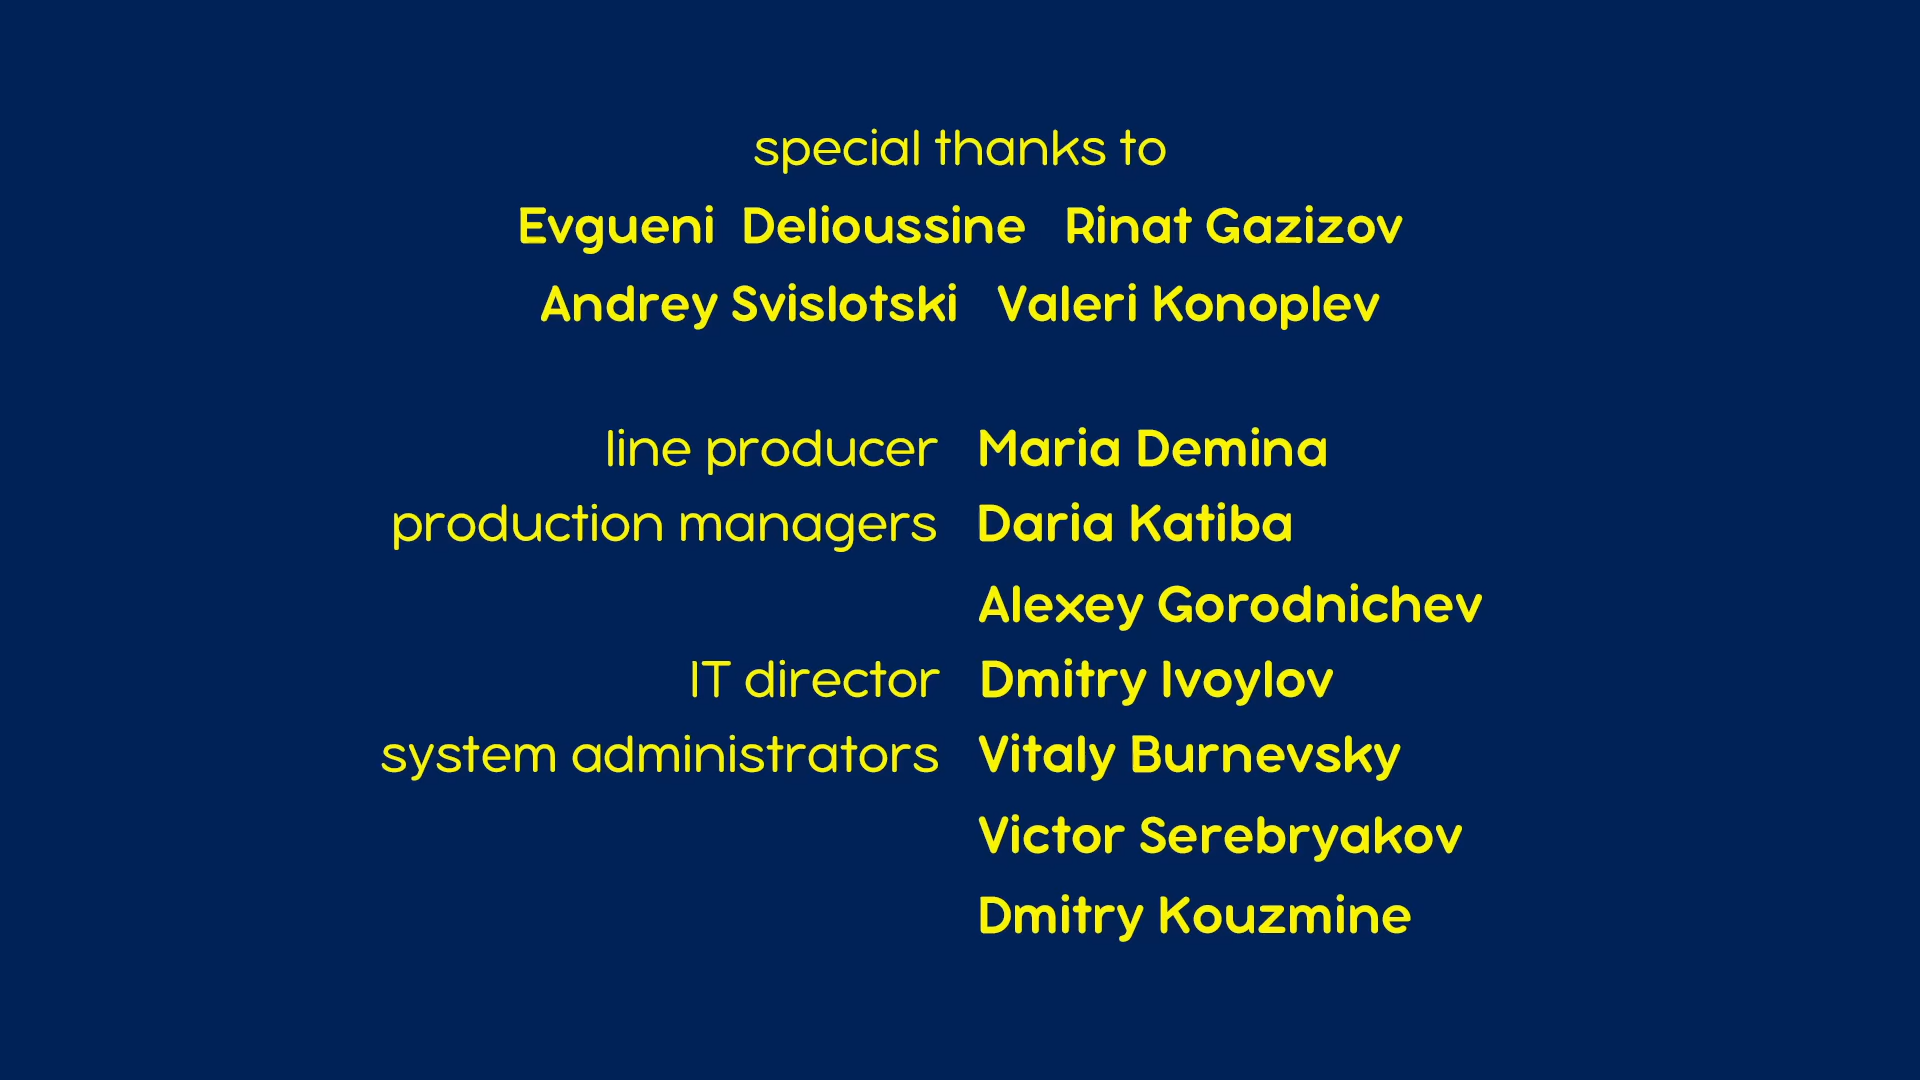 special thanks to
Evgueni Delioussine Rinat Gazizov
Andrey Svislotski Valeri Konoplev
line producer Maria Demina
production managers Daria Katiba
Alexey Gorodnichev
IT director Dmitry Ivoylov
system administrators Vitaly Burnevsky
Victor Serebryakov
Dmitry Kouzmine